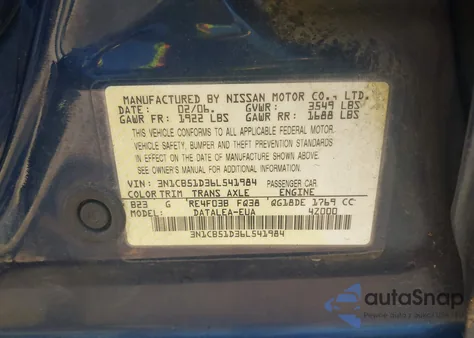 MANUFACTURED BY NISSAN MOTOR CO., LTD.
DATE: 02/06. GVWR: 3549 LBS
GAWR FR: 1922 LBS GAWR RR: 1688 LBS
THIS VEHICLE CONFORMS TO ALL APPLICABLE FEDERAL MOTOR
VEHICLE SAFETY, BUMPER AND THEFT PREVENTION STANDARDS
IN EFFECT ON THE DATE OF MANUFACTURE SHOWN ABOVE.
SEE OWNER'S MANUAL FOR ADDITIONAL INFORMATION
VIN: 3N1CB51D36L541984 PASSENGER CAR
COLOR TRIM TRANS AXLE ENGINE
B23 G RE4F03B FQ38 QG18DE 1769 CC
MODEL: DATALEA-EUA 4Z000
3N1CB51D36L541984
autoSnap